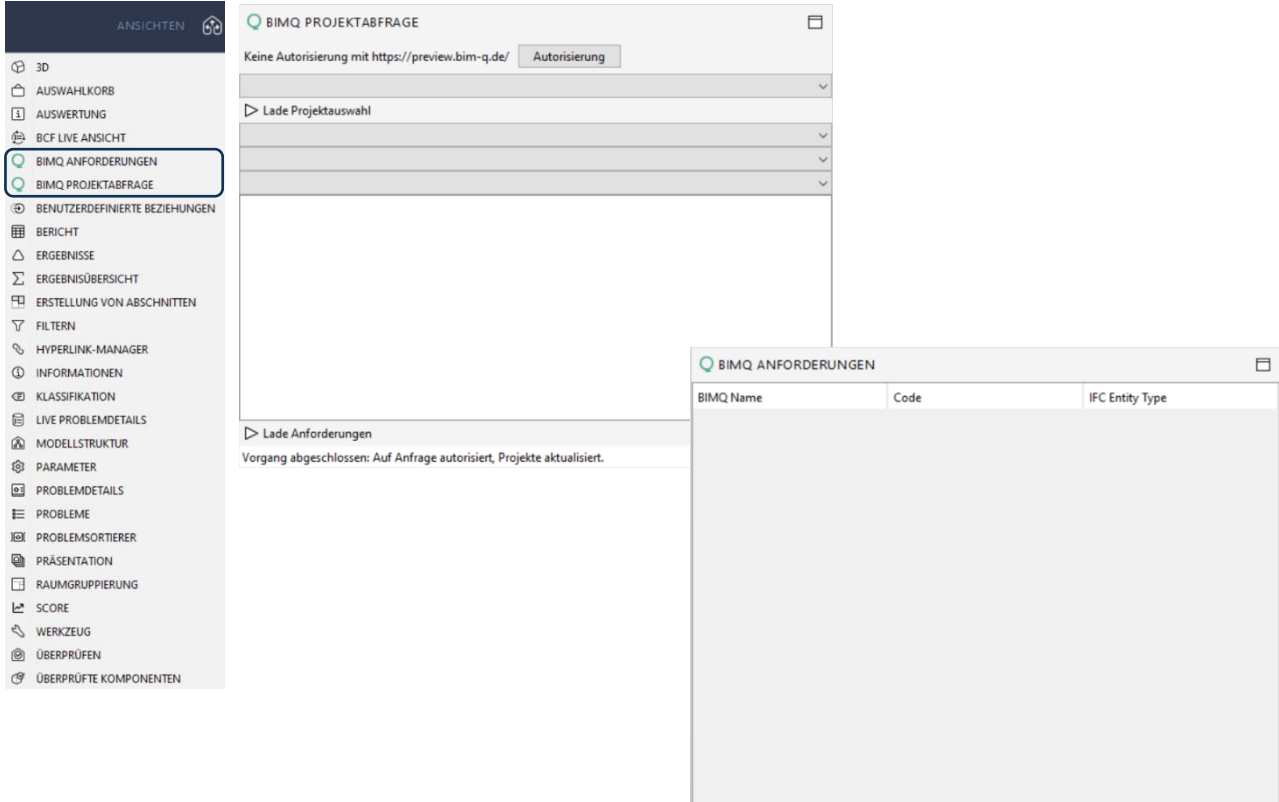 ANSICHTEN
3D
AUSWAHLKORB
AUSWERTUNG
BCF LIVE ANSICHT
BIMQ ANFORDERUNGEN
BIMQ PROJEKTABFRAGE
BENUTZERDEFINIERTE BEZIEHUNGEN
BERICHT
ERGEBNISSE
ERGEBNISÜBERSICHT
ERSTELLUNG VON ABSCHNITTEN
FILTERN
HYPERLINK-MANAGER
INFORMATIONEN
KLASSIFIKATION
LIVE PROBLEMDETAILS
MODELLSTRUKTUR
PARAMETER
PROBLEMDETAILS
PROBLEME
PROBLEMSORTIERER
PRÄSENTATION
RAUMGRUPPIERUNG
SCORE
WERKZEUG
ÜBERPRÜFEN
ÜBERPRÜFTE KOMPONENTEN
BIMQ PROJEKTABFRAGE
Keine Autorisierung mit https://preview.bim-q.de/ Autorisierung
Lade Projektauswahl
Lade Anforderungen
Vorgang abgeschlossen: Auf Anfrage autorisiert, Projekte aktualisiert.
BIMQ ANFORDERUNGEN
BIMQ Name Code IFC Entity Type